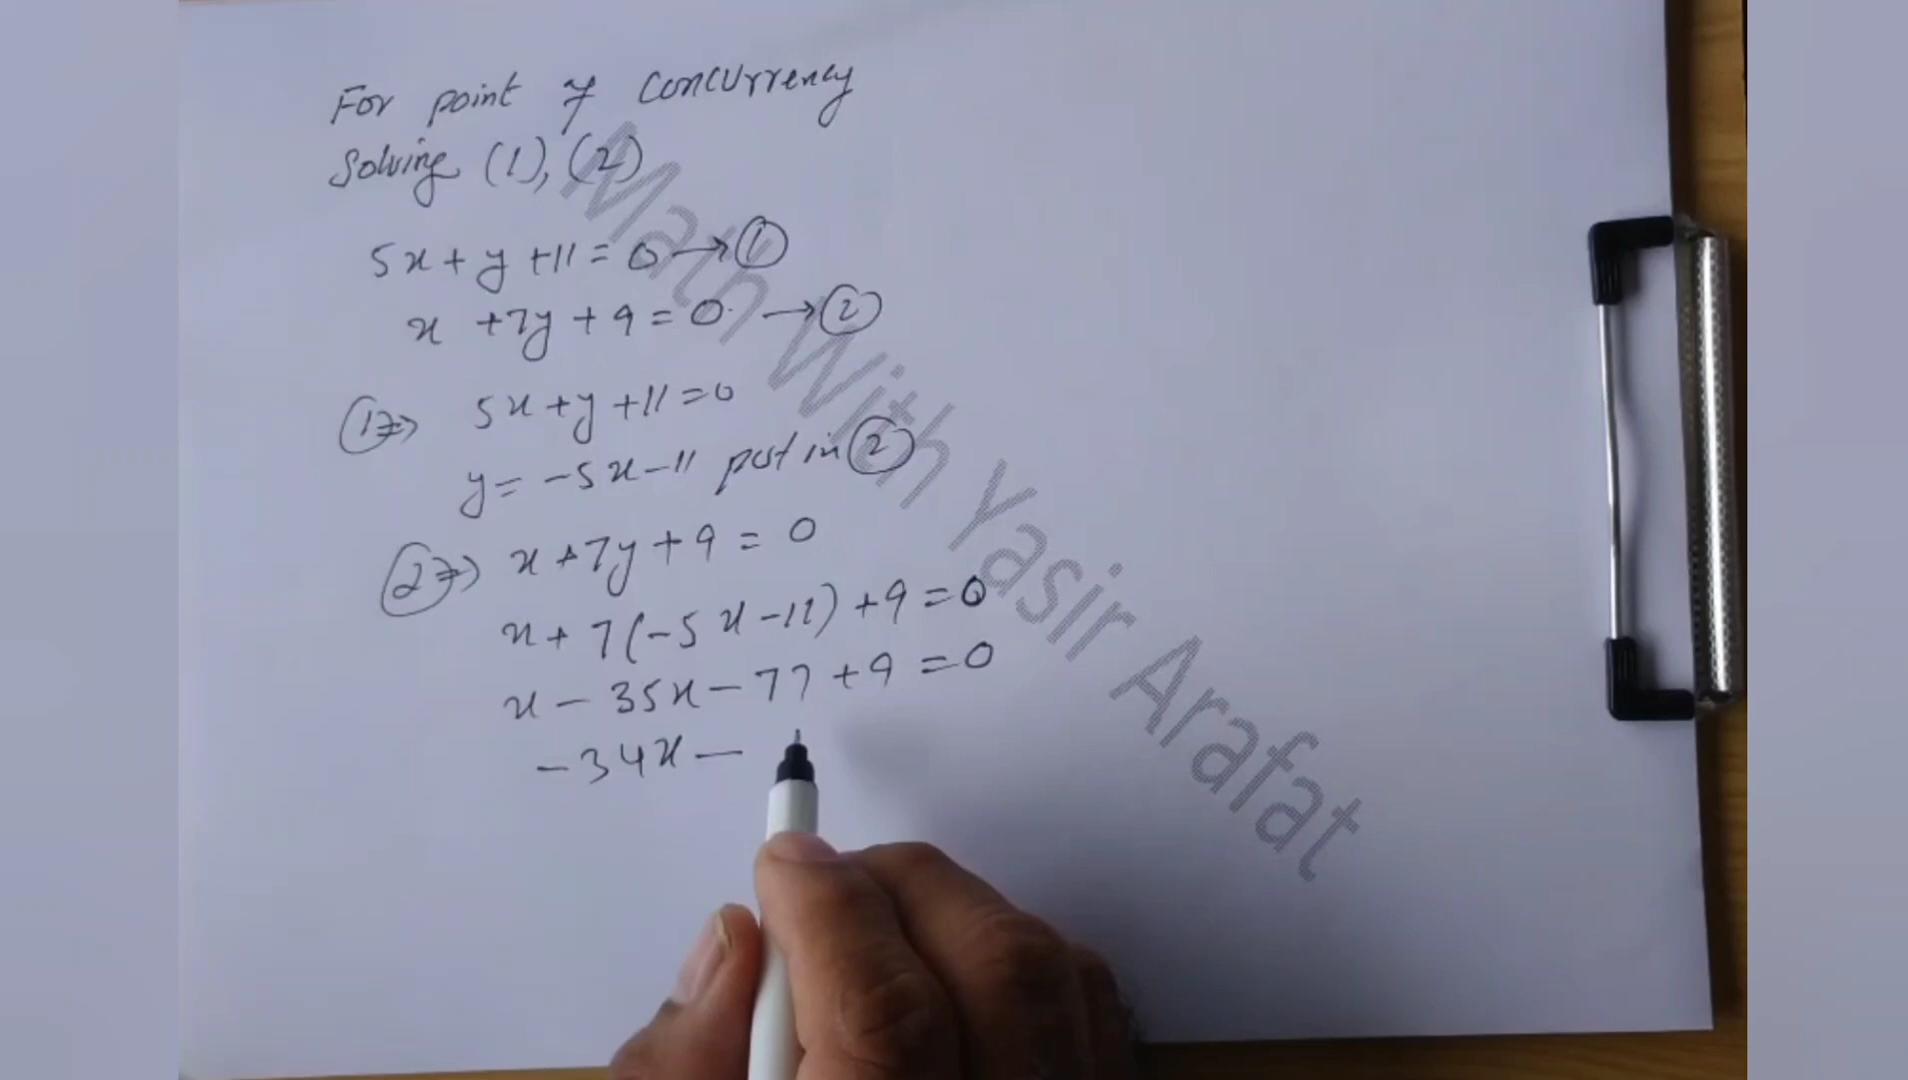 For point of concurrency
Solving (1), (2)
5x + y + 11 = 0 → ①
x + 7y + 9 = 0. → ②
① ⇒ 5x + y + 11 = 0
y = -5x - 11 put in ②
② ⇒ x + 7y + 9 = 0
x + 7(-5x - 11) + 9 = 0
x - 35x - 77 + 9 = 0
-34x -
Math With Yasir Arafat